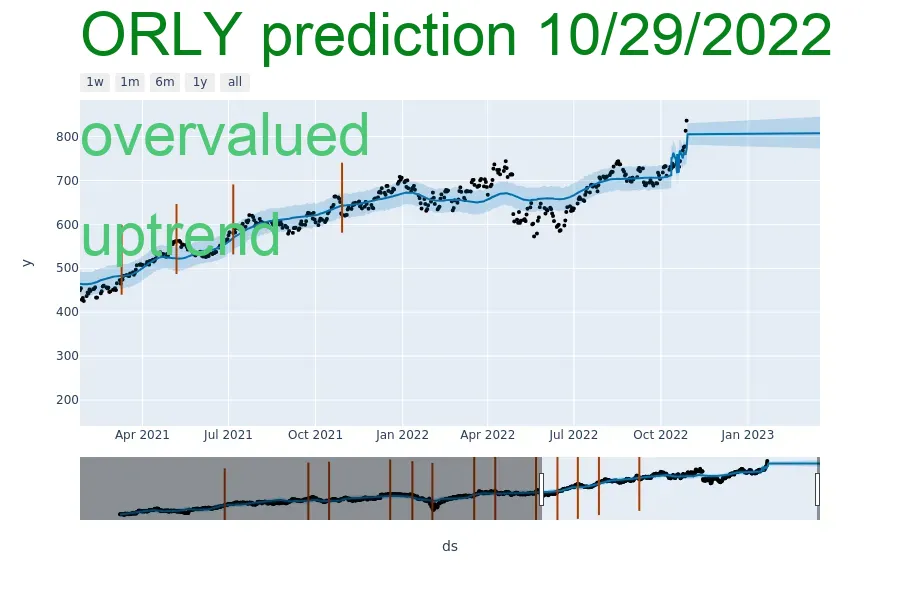 ORLY prediction 10/29/2022
1w 1m 6m 1y all
overvalued
uptrend
800
700
600
500
400
300
200
y
Apr 2021 Jul 2021 Oct 2021 Jan 2022 Apr 2022 Jul 2022 Oct 2022 Jan 2023
ds